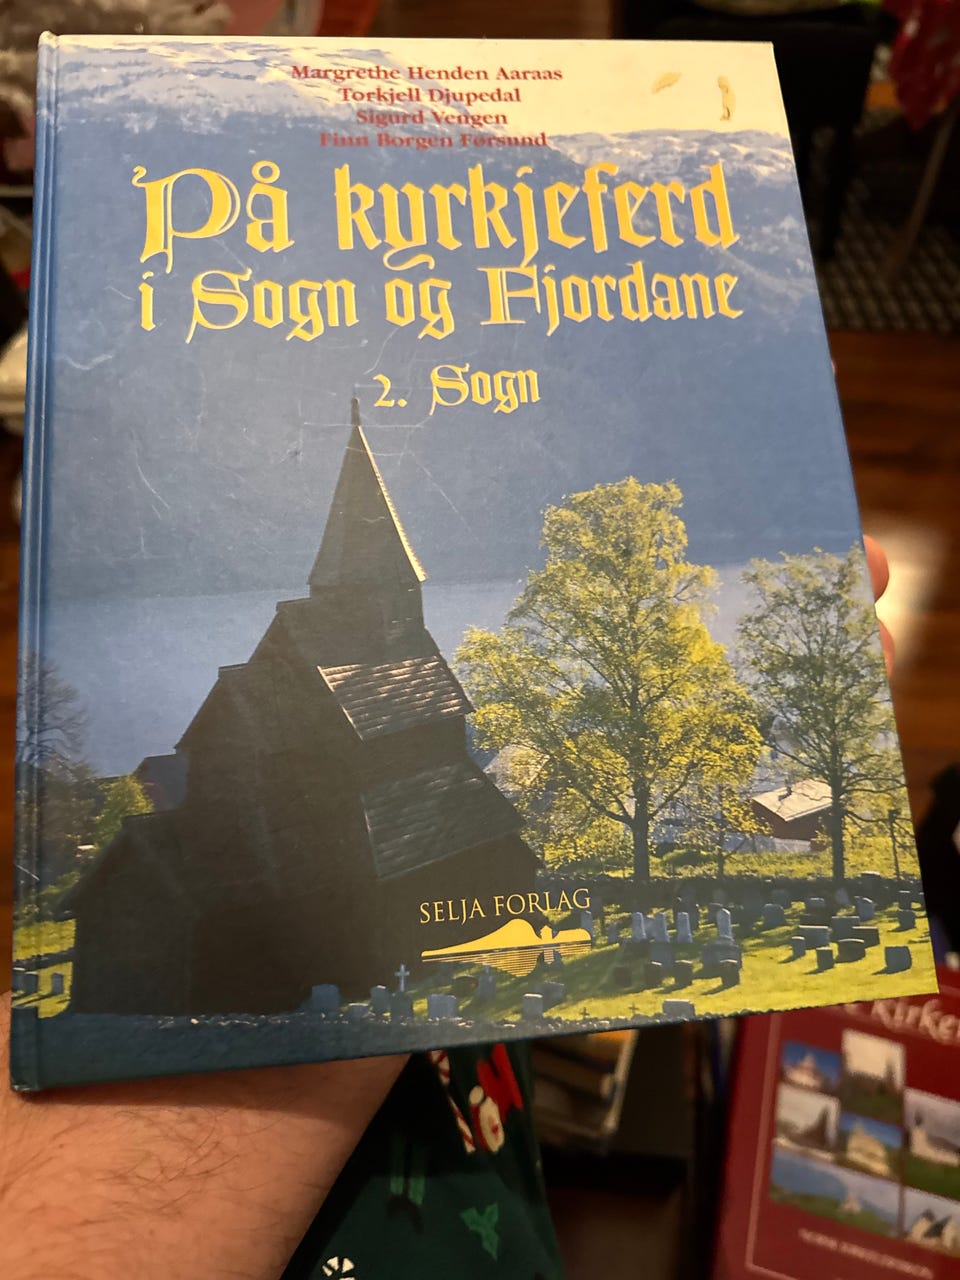 Margrethe Henden Aaraas
Torkjell Djupedal
Sigurd Vengen
Finn Borgen Førsund
På kyrkjeferd
i Sogn og Fjordane
2. Sogn
SELJA FORLAG